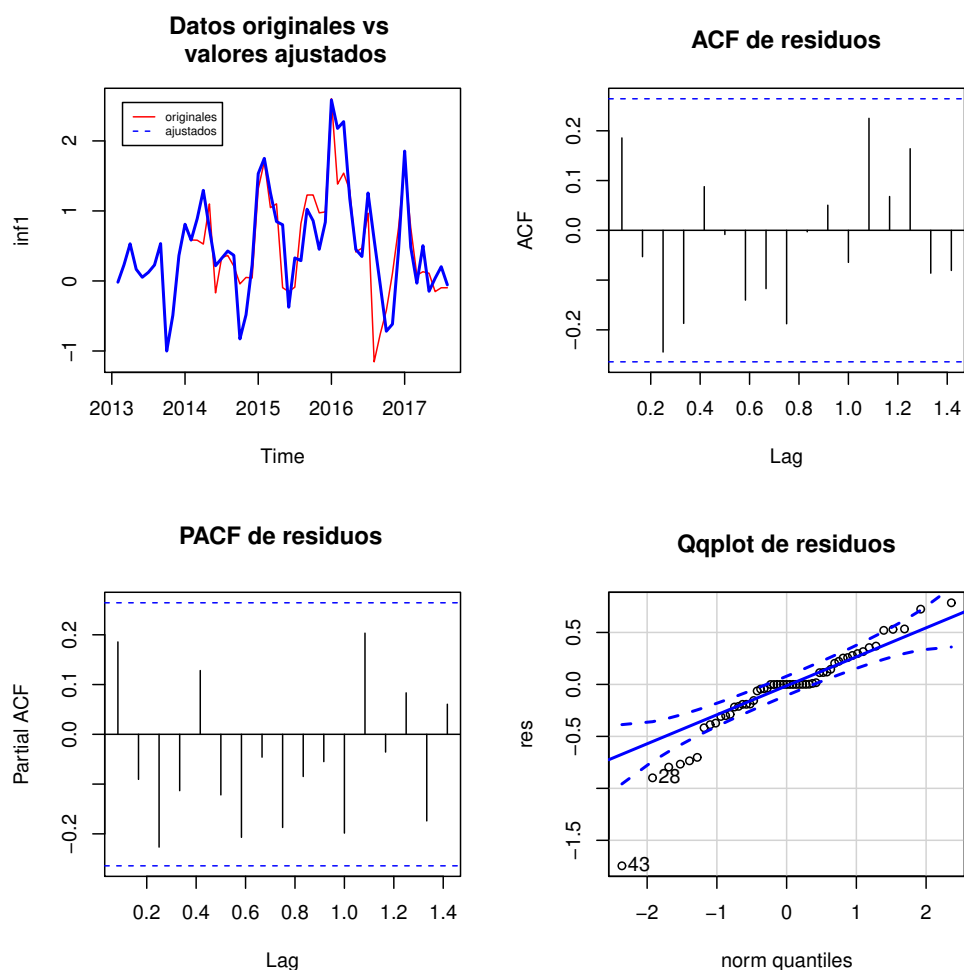 Datos originales vs
valores ajustados
originales
ajustados
inf1
2
1
0
−1
2013 2014 2015 2016 2017
Time
ACF de residuos
ACF
0.2
0.1
0.0
−0.2
0.2 0.4 0.6 0.8 1.0 1.2 1.4
Lag
PACF de residuos
Partial ACF
0.2
0.1
0.0
−0.2
0.2 0.4 0.6 0.8 1.0 1.2 1.4
Lag
Qqplot de residuos
res
0.5
0.0
−0.5
−1.5
28
43
−2 −1 0 1 2
norm quantiles